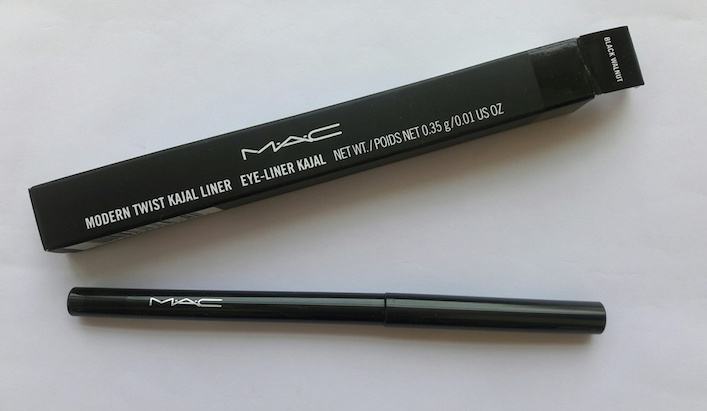 BLACK WALNUT
M·A·C
MODERN TWIST KAJAL LINER EYE-LINER KAJAL NET WT./POIDS NET 0.35 g/0.01 US OZ
M·A·C